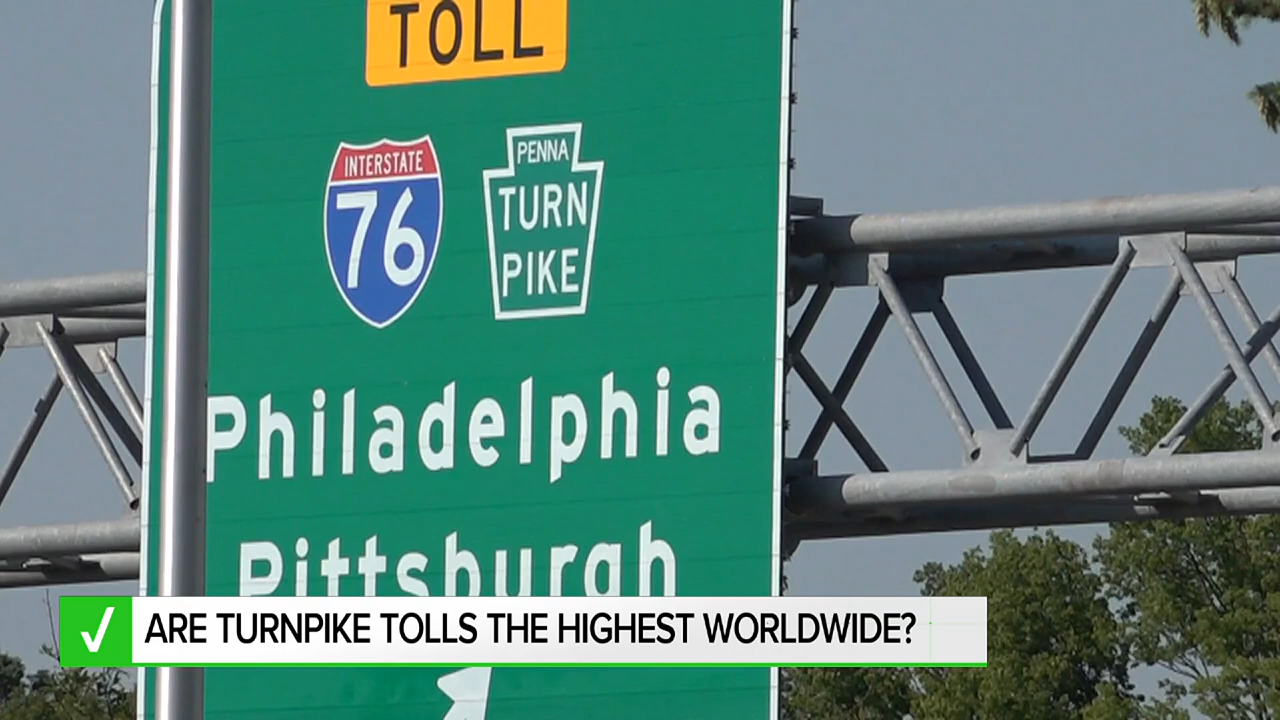 TOLL
INTERSTATE
76
PENNA
TURN
PIKE
Philadelphia
Pittsburgh
ARE TURNPIKE TOLLS THE HIGHEST WORLDWIDE?